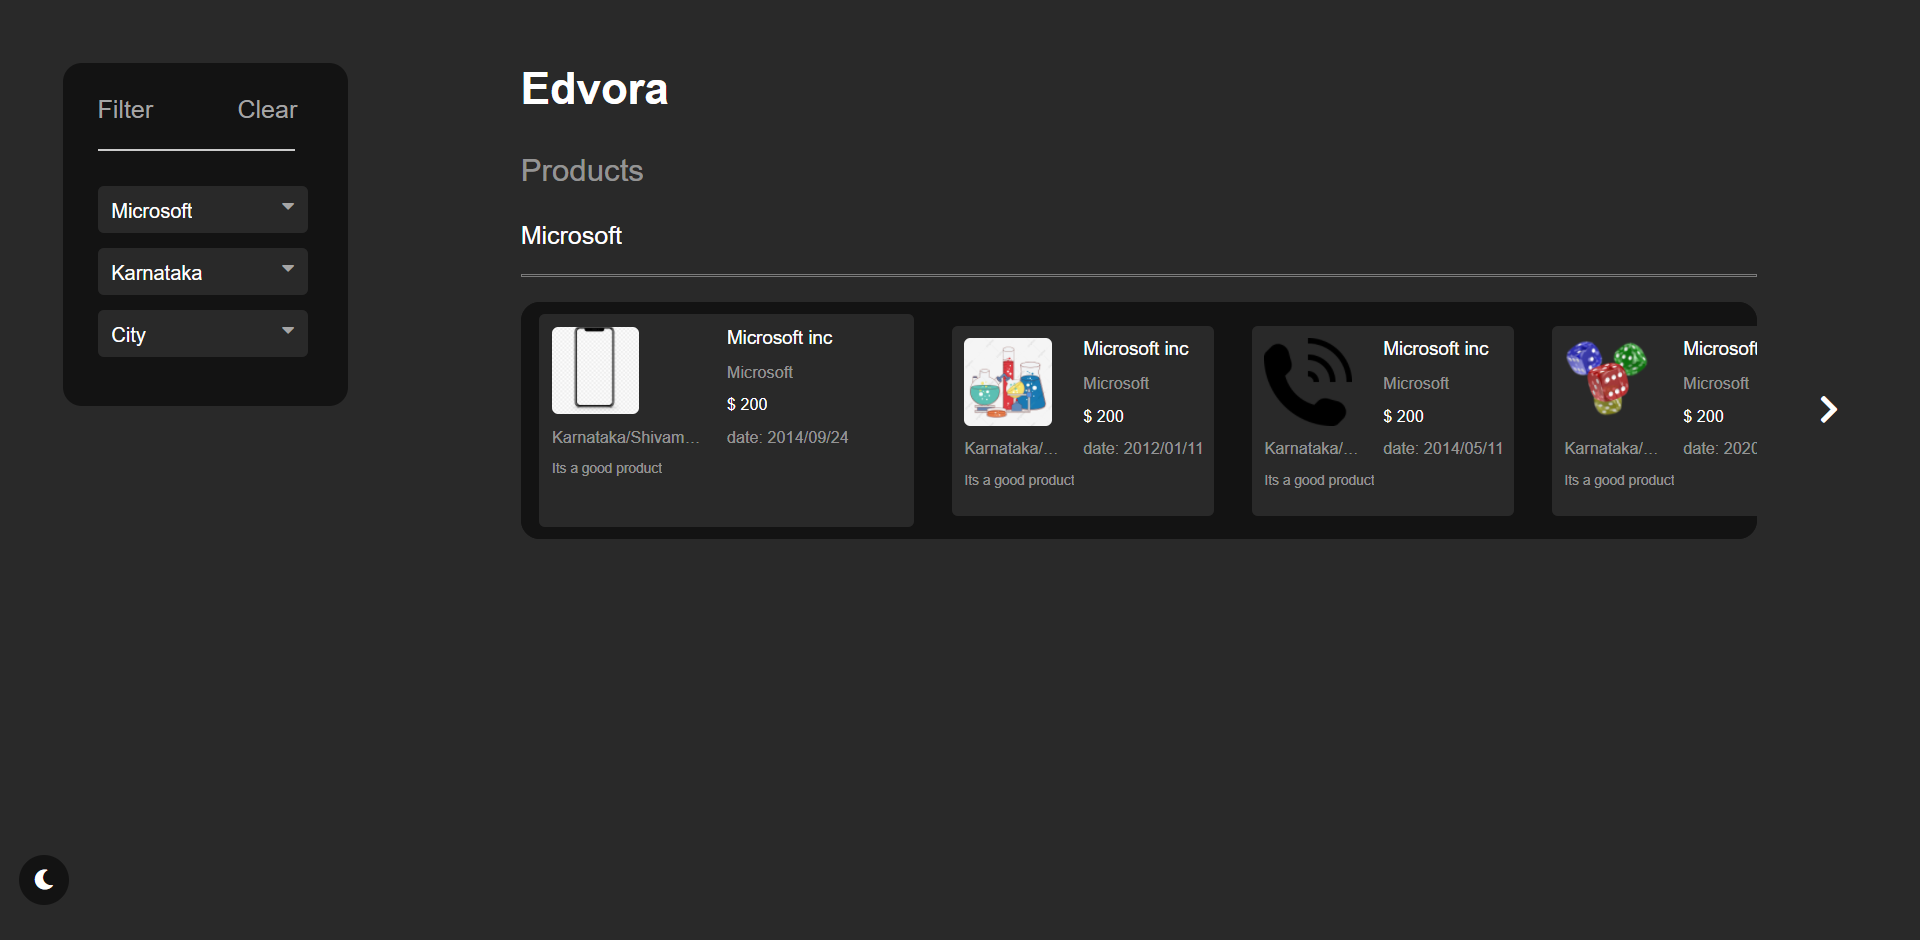 Filter
Clear
Microsoft
Karnataka
City
Edvora
Products
Microsoft
Microsoft inc
Microsoft
$ 200
Karnataka/Shivam...
date: 2014/09/24
Its a good product
Microsoft inc
Microsoft
$ 200
Karnataka/...
date: 2012/01/11
Its a good product
Microsoft inc
Microsoft
$ 200
Karnataka/...
date: 2014/05/11
Its a good product
Microsoft
Microsoft
$ 200
Karnataka/...
date: 2020
Its a good product